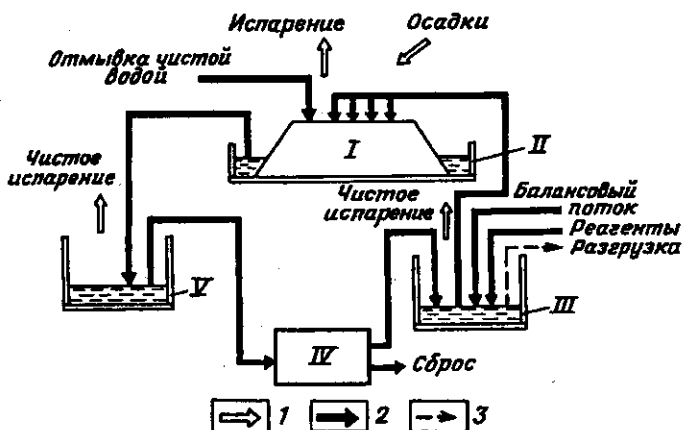 Испарение
Осадки
Отмывка чистой
водой
I
II
Чистое
испарение
Чистое
испарение
Балансовый
поток
Реагенты
Разгрузка
V
III
IV
Сброс
1
2
3